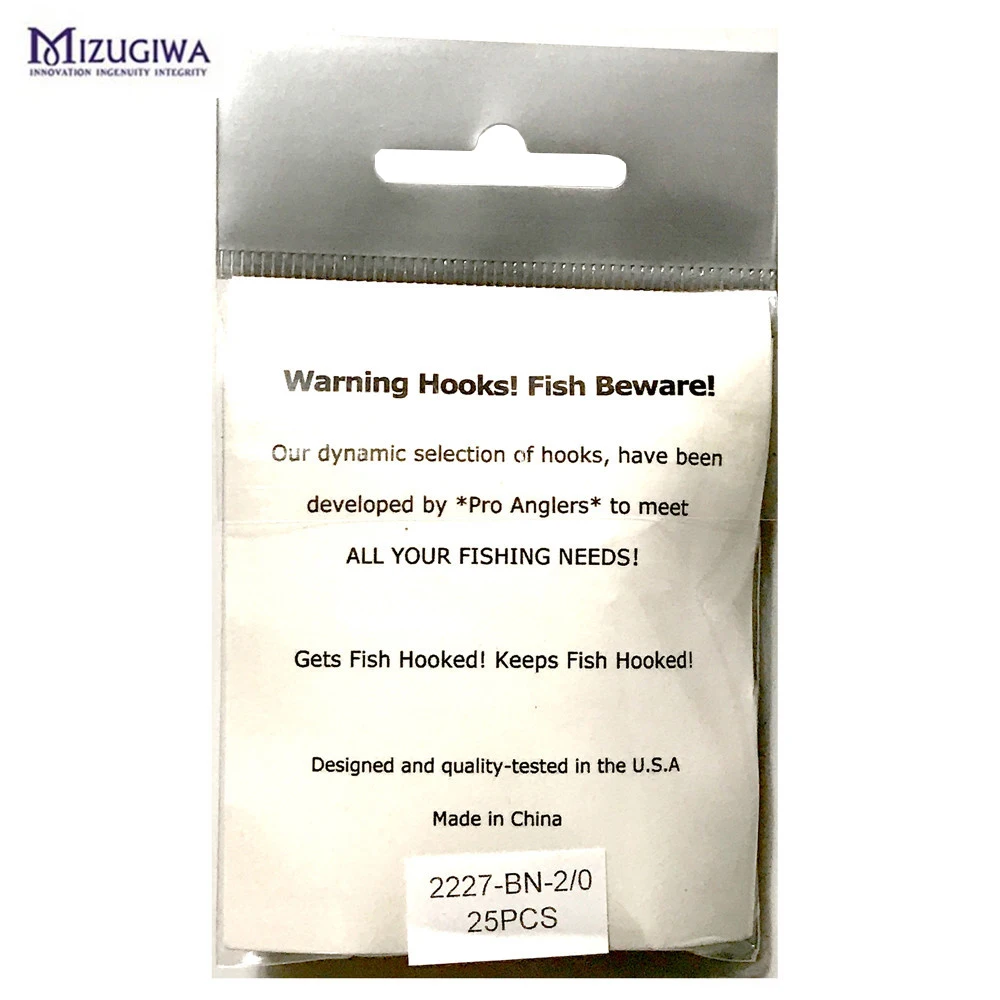 MIZUGIWA
INNOVATION INGENUITY INTEGRITY
Warning Hooks! Fish Beware!
Our dynamic selection of hooks, have been
developed by *Pro Anglers* to meet
ALL YOUR FISHING NEEDS!
Gets Fish Hooked! Keeps Fish Hooked!
Designed and quality-tested in the U.S.A
Made in China
2227-BN-2/0
25PCS